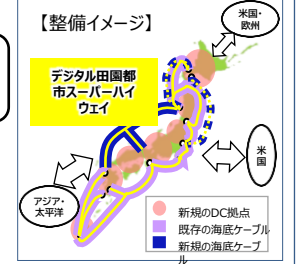 【整備イメージ】
米国・
欧州
デジタル田園都
市スーパーハイ
ウェイ
米
国
アジア・
太平洋
新規のDC拠点
既存の海底ケーブル
新規の海底ケーブ
ル